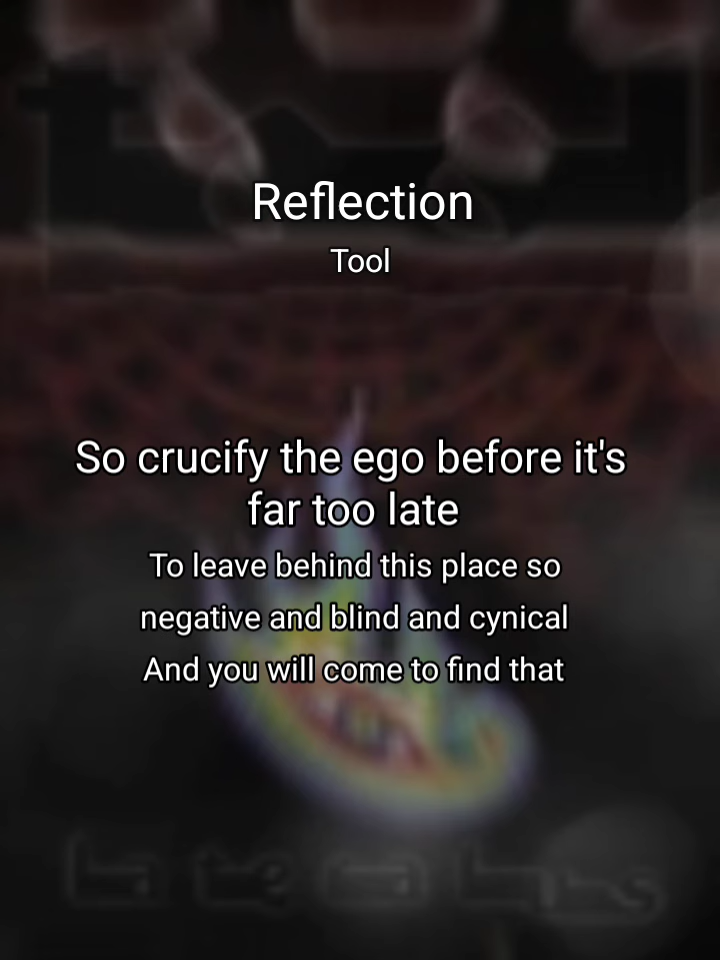 Reflection
Tool
So crucify the ego before it's
far too late
To leave behind this place so
negative and blind and cynical
And you will come to find that